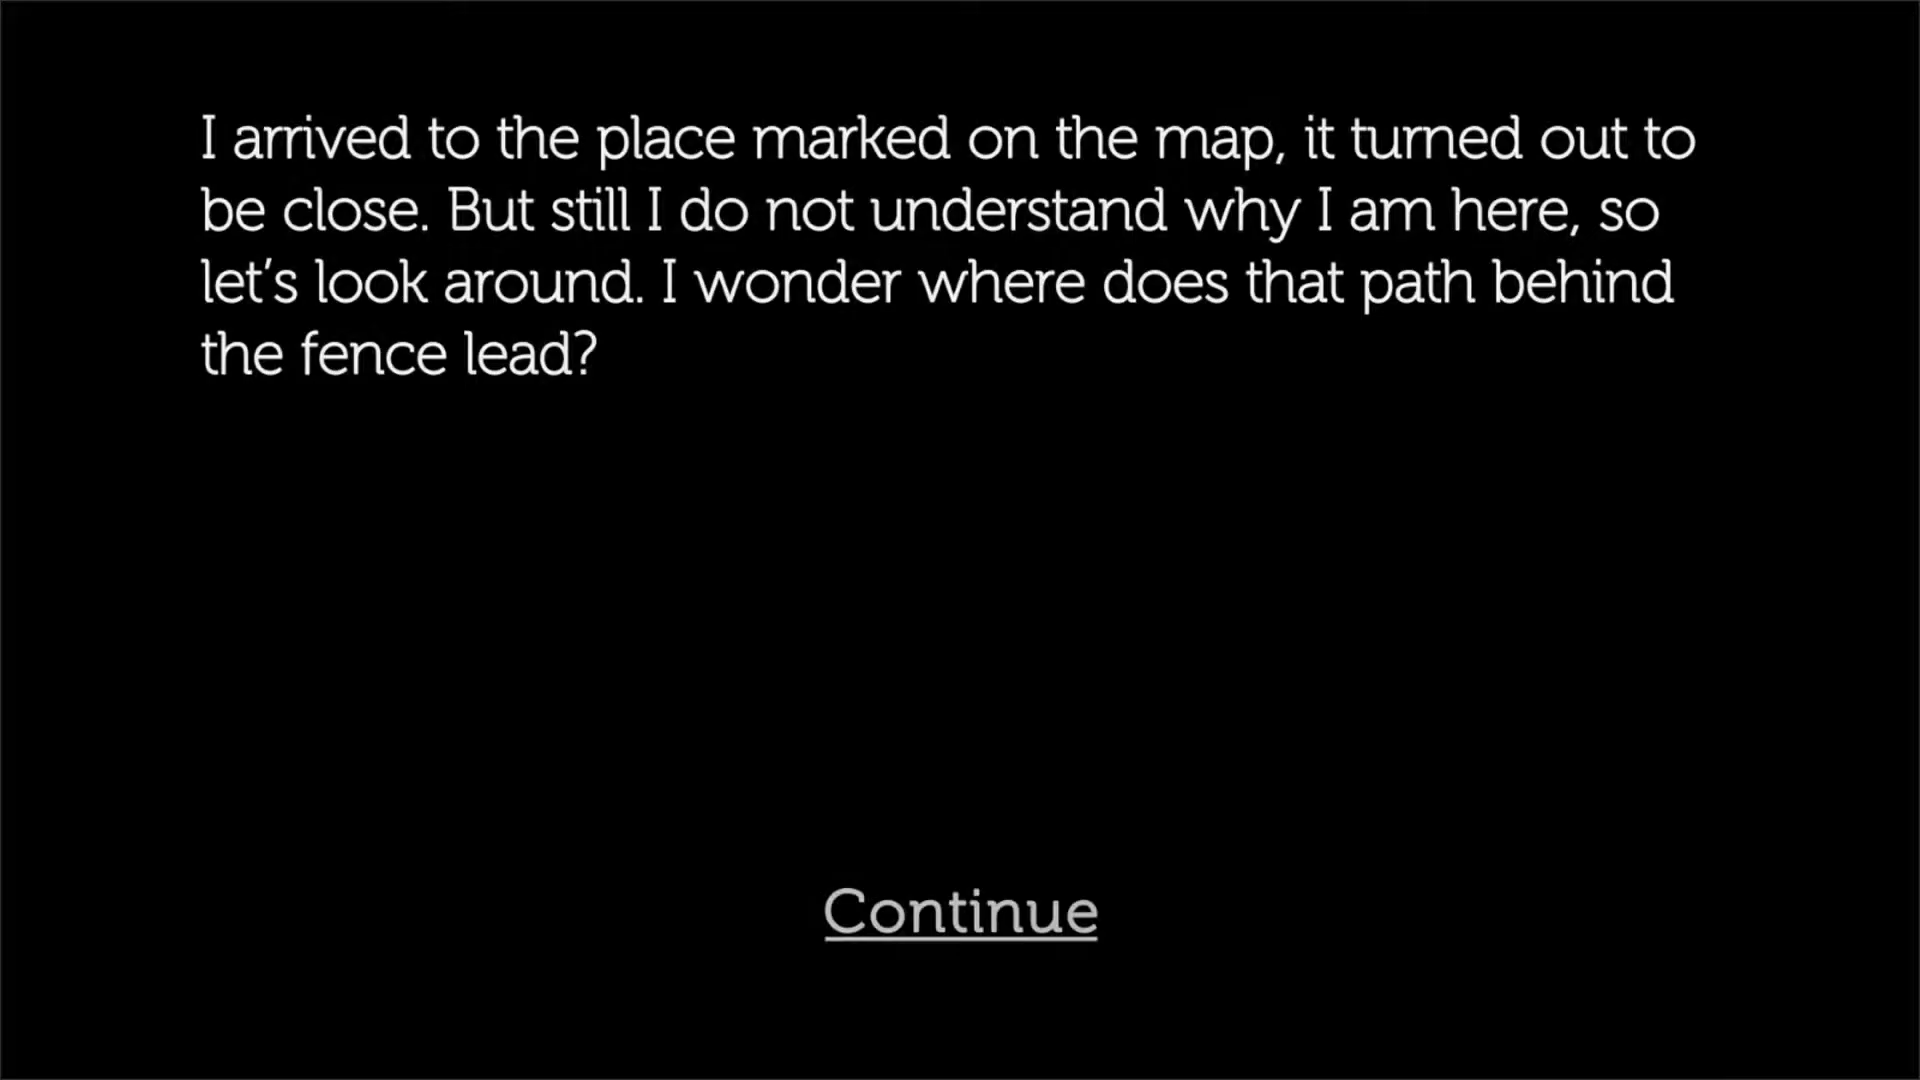 I arrived to the place marked on the map, it turned out to
be close. But still I do not understand why I am here, so
let's look around. I wonder where does that path behind
the fence lead?
Continue